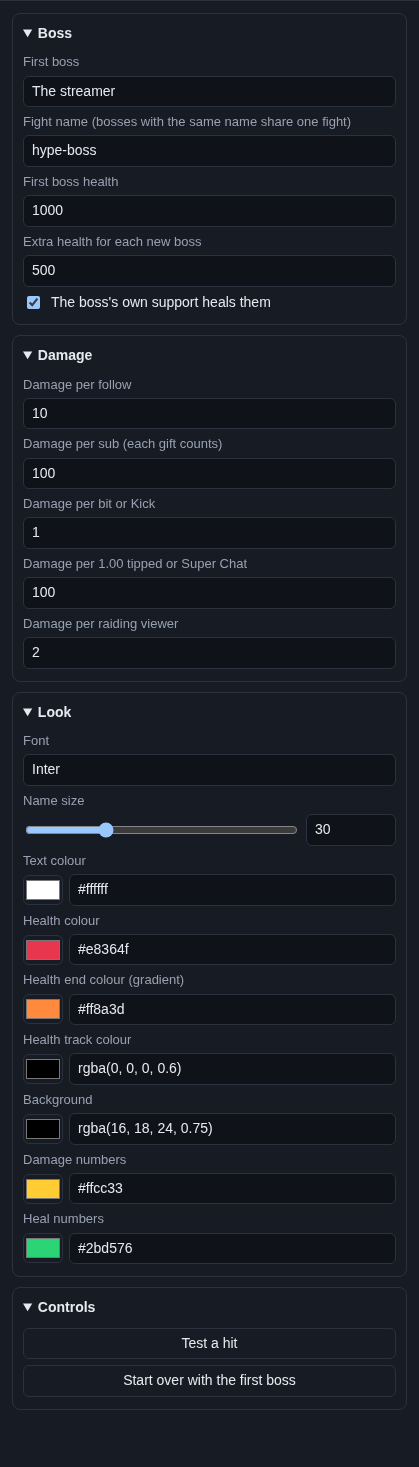 Boss
First boss
The streamer
Fight name (bosses with the same name share one fight)
hype-boss
First boss health
1000
Extra health for each new boss
500
The boss's own support heals them
Damage
Damage per follow
10
Damage per sub (each gift counts)
100
Damage per bit or Kick
1
Damage per 1.00 tipped or Super Chat
100
Damage per raiding viewer
2
Look
Font
Inter
Name size
30
Text colour
#ffffff
Health colour
#e8364f
Health end colour (gradient)
#ff8a3d
Health track colour
rgba(0, 0, 0, 0.6)
Background
rgba(16, 18, 24, 0.75)
Damage numbers
#ffcc33
Heal numbers
#2bd576
Controls
Test a hit
Start over with the first boss